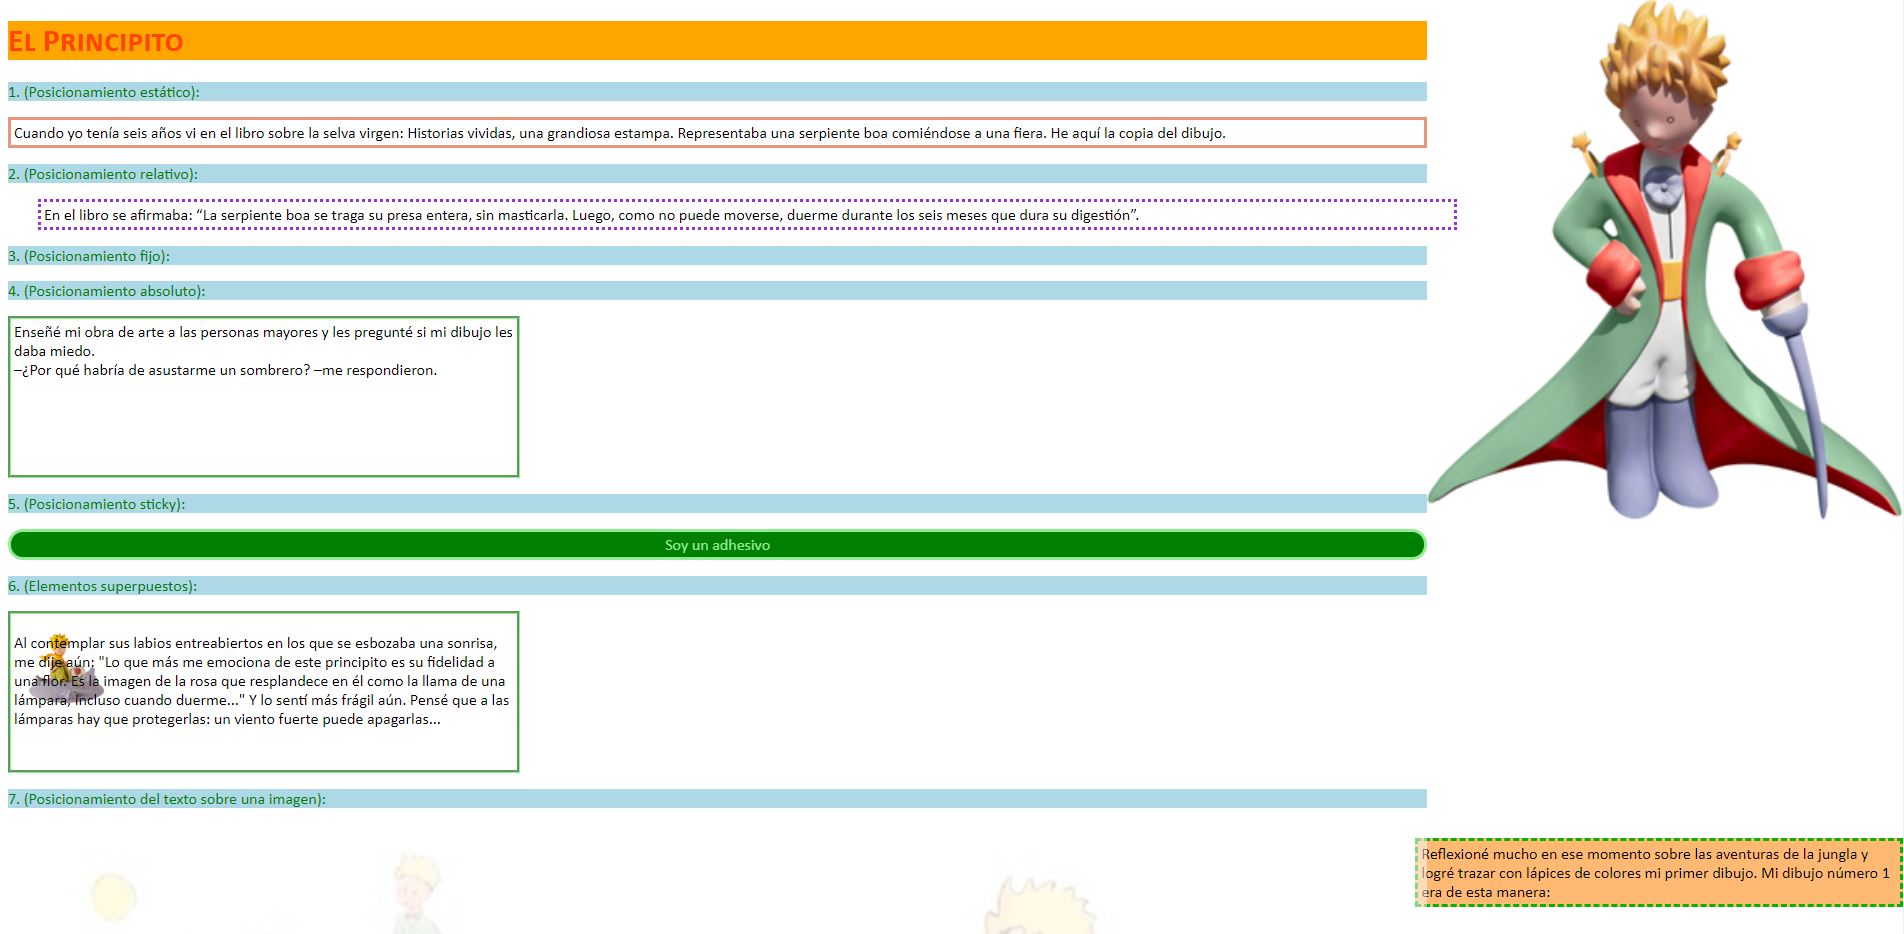 El Principito
1. (Posicionamiento estático):
Cuando yo tenía seis años vi en el libro sobre la selva virgen: Historias vividas, una grandiosa estampa. Representaba una serpiente boa comiéndose a una fiera. He aquí la copia del dibujo.
2. (Posicionamiento relativo):
En el libro se afirmaba: “La serpiente boa se traga su presa entera, sin masticarla. Luego, como no puede moverse, duerme durante los seis meses que dura su digestión”.
3. (Posicionamiento fijo):
4. (Posicionamiento absoluto):
Enseñé mi obra de arte a las personas mayores y les pregunté si mi dibujo les
daba miedo.
–¿Por qué habría de asustarme un sombrero? –me respondieron.
5. (Posicionamiento sticky):
Soy un adhesivo
6. (Elementos superpuestos):
Al contemplar sus labios entreabiertos en los que se esbozaba una sonrisa,
me dije aún: "Lo que más me emociona de este principito es su fidelidad a
una flor. Es la imagen de la rosa que resplandece en él como la llama de una
lámpara, incluso cuando duerme..." Y lo sentí más frágil aún. Pensé que a las
lámparas hay que protegerlas: un viento fuerte puede apagarlas...
7. (Posicionamiento del texto sobre una imagen):
Reflexioné mucho en ese momento sobre las aventuras de la jungla y
logré trazar con lápices de colores mi primer dibujo. Mi dibujo número 1
era de esta manera: